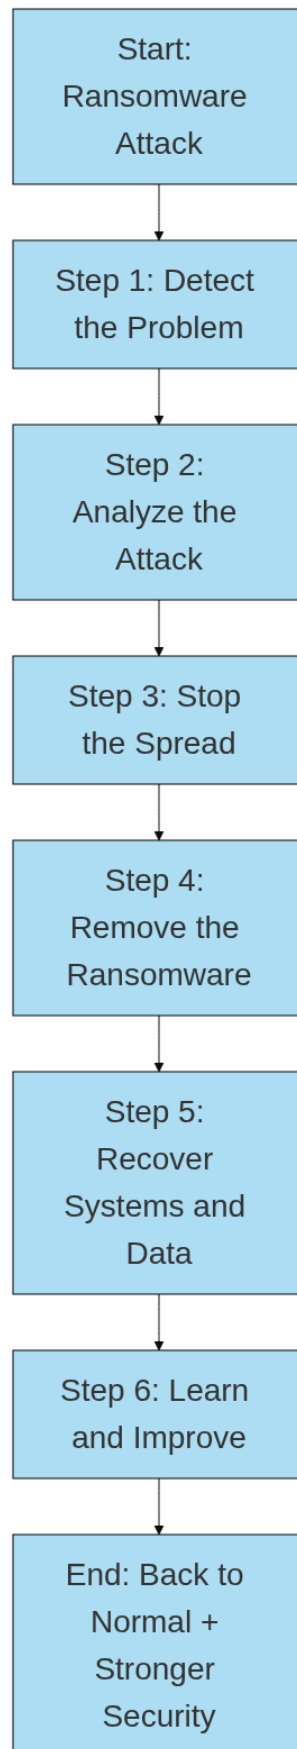 Start:
Ransomware
Attack
Step 1: Detect
the Problem
Step 2:
Analyze the
Attack
Step 3: Stop
the Spread
Step 4:
Remove the
Ransomware
Step 5:
Recover
Systems and
Data
Step 6: Learn
and Improve
End: Back to
Normal +
Stronger
Security